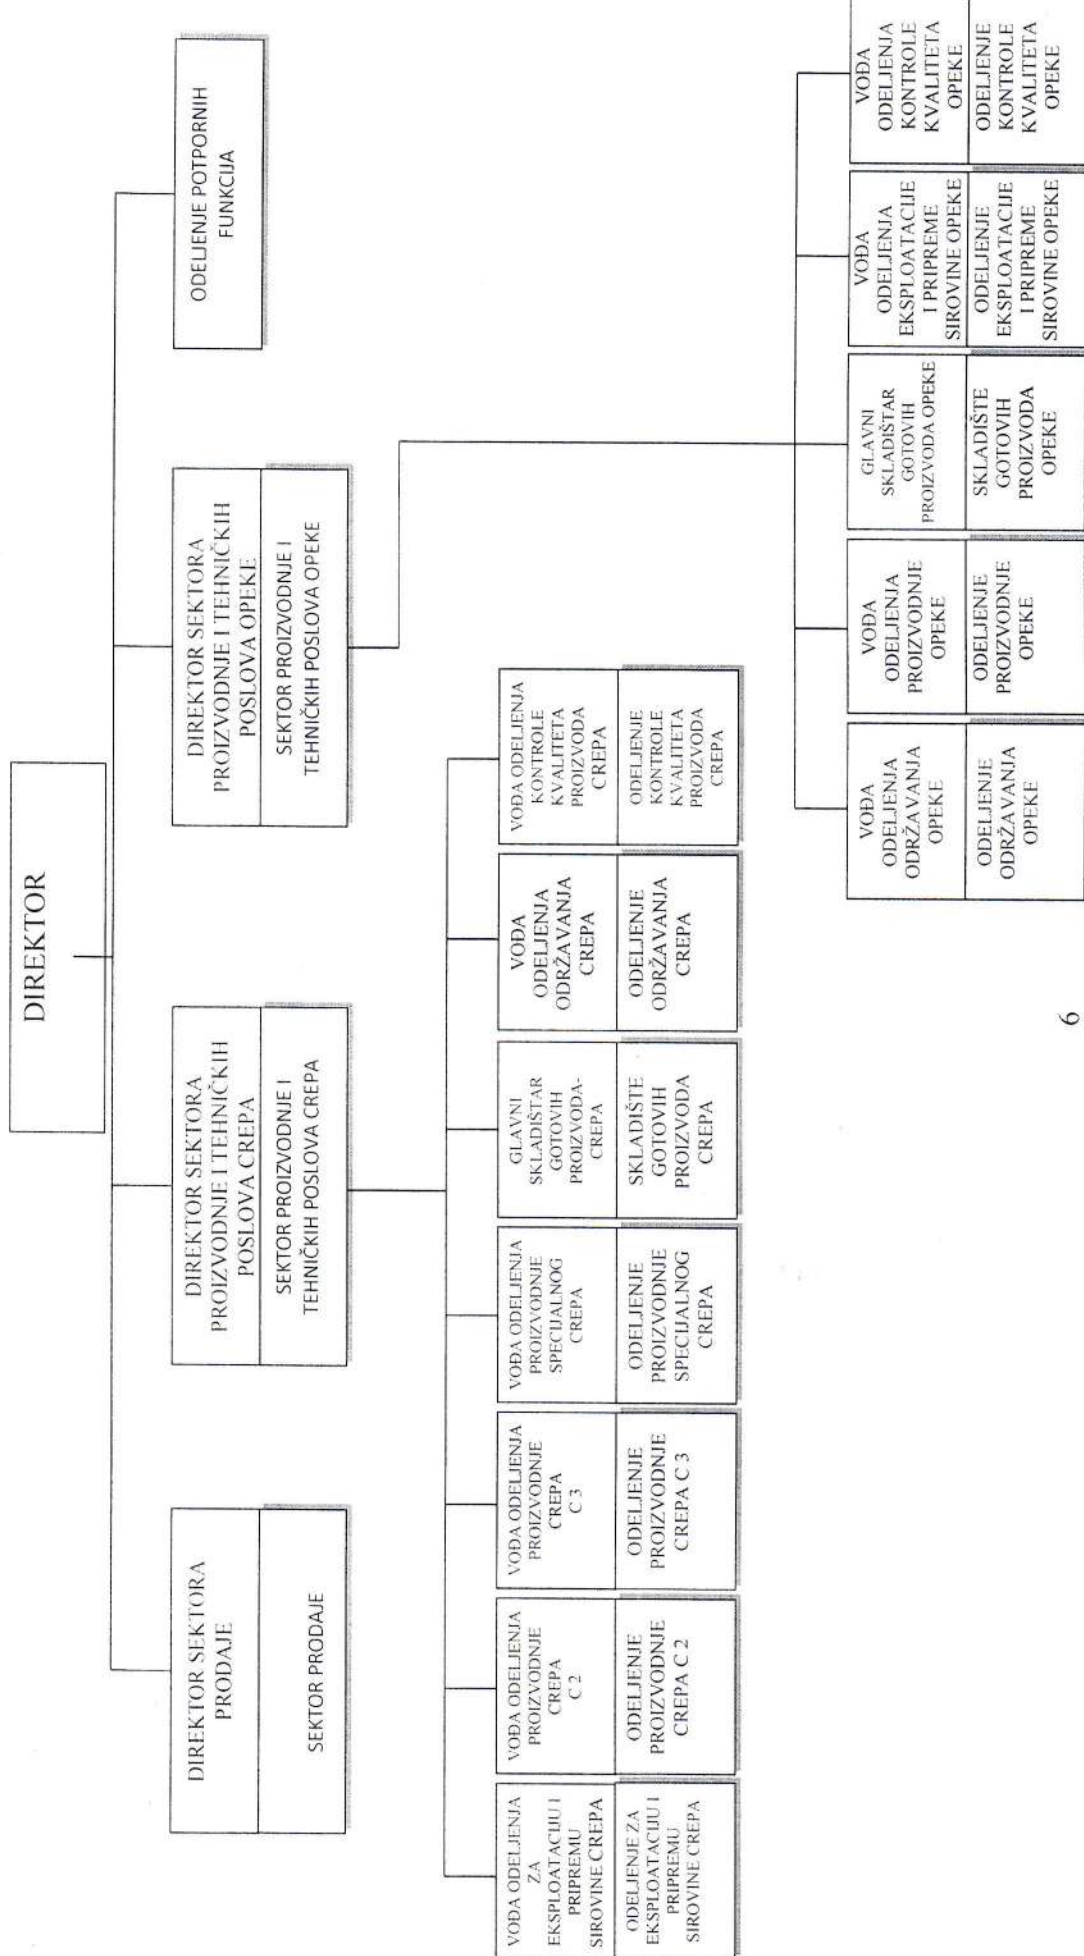 DIREKTOR
DIREKTOR SEKTORA
PRODAJE
SEKTOR PRODAJE
DIREKTOR SEKTORA
PROIZVODNJE I TEHNIČKIH
POSLOVA CREPA
SEKTOR PROIZVODNJE I
TEHNIČKIH POSLOVA CREPA
DIREKTOR SEKTORA
PROIZVODNJE I TEHNIČKIH
POSLOVA OPEKE
SEKTOR PROIZVODNJE I
TEHNIČKIH POSLOVA OPEKE
ODELJENJE POTPORNIH
FUNKCIJA
VOĐA ODELJENJA
ZA
EKSPLOATACIJU I
PRIPREMU
SIROVINE CREPA
ODELJENJE ZA
EKSPLOATACIJU I
PRIPREMU
SIROVINE CREPA
VOĐA ODELJENJA
PROIZVODNJE
CREPA
C 2
ODELJENJE
PROIZVODNJE
CREPA C 2
VOĐA ODELJENJA
PROIZVODNJE
CREPA
C 3
ODELJENJE
PROIZVODNJE
CREPA C 3
VOĐA ODELJENJA
PROIZVODNJE
SPECIJALNOG
CREPA
ODELJENJE
PROIZVODNJE
SPECIJALNOG
CREPA
GLAVNI
SKLADIŠTAR
GOTOVIH
PROIZVODA-
CREPA
SKLADIŠTE
GOTOVIH
PROIZVODA
CREPA
VOĐA
ODELJENJA
ODRŽAVANJA
CREPA
ODELJENJE
ODRŽAVANJA
CREPA
VOĐA ODELJENJA
KONTROLE
KVALITETA
PROIZVODA
CREPA
ODELJENJE
KONTROLE
KVALITETA
PROIZVODA
CREPA
VOĐA
ODELJENJA
ODRŽAVANJA
OPEKE
ODELJENJE
ODRŽAVANJA
OPEKE
VOĐA
ODELJENJA
PROIZVODNJE
OPEKE
ODELJENJE
PROIZVODNJE
OPEKE
GLAVNI
SKLADIŠTAR
GOTOVIH
PROIZVODA OPEKE
SKLADIŠTE
GOTOVIH
PROIZVODA
OPEKE
VOĐA
ODELJENJA
EKSPLOATACIJE
I PRIPREME
SIROVINE OPEKE
ODELJENJE
EKSPLOATACIJE
I PRIPREME
SIROVINE OPEKE
VOĐA
ODELJENJA
KONTROLE
KVALITETA
OPEKE
ODELJENJE
KONTROLE
KVALITETA
OPEKE
6